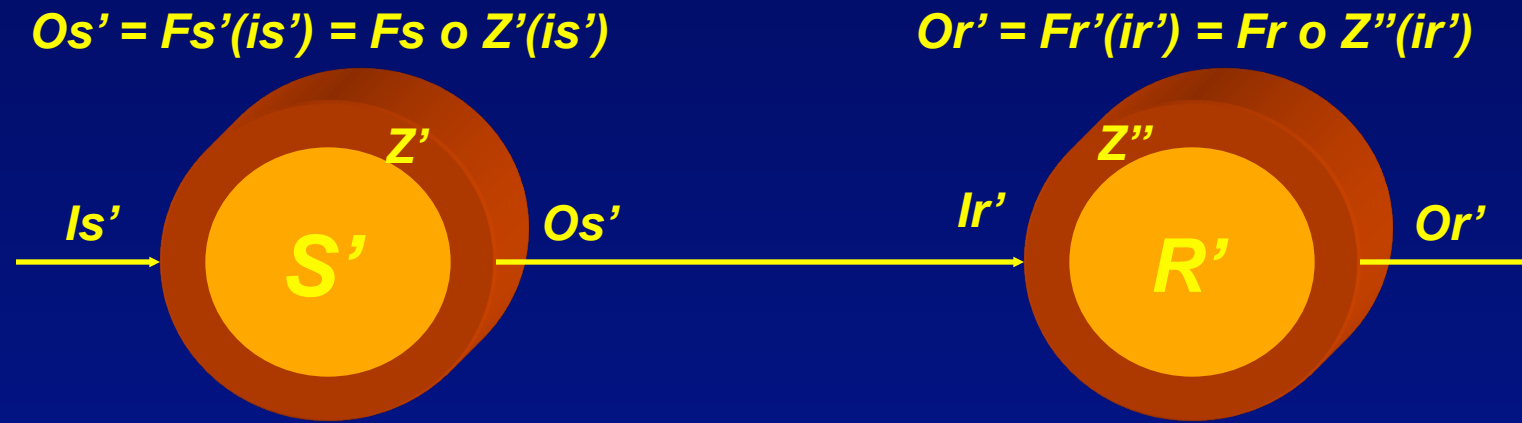 Os’ = Fs’(is’) = Fs o Z’(is’)
Or’ = Fr’(ir’) = Fr o Z”(ir’)
Z’
Z”
Is’
Os’
Ir’
Or’
S’
R’